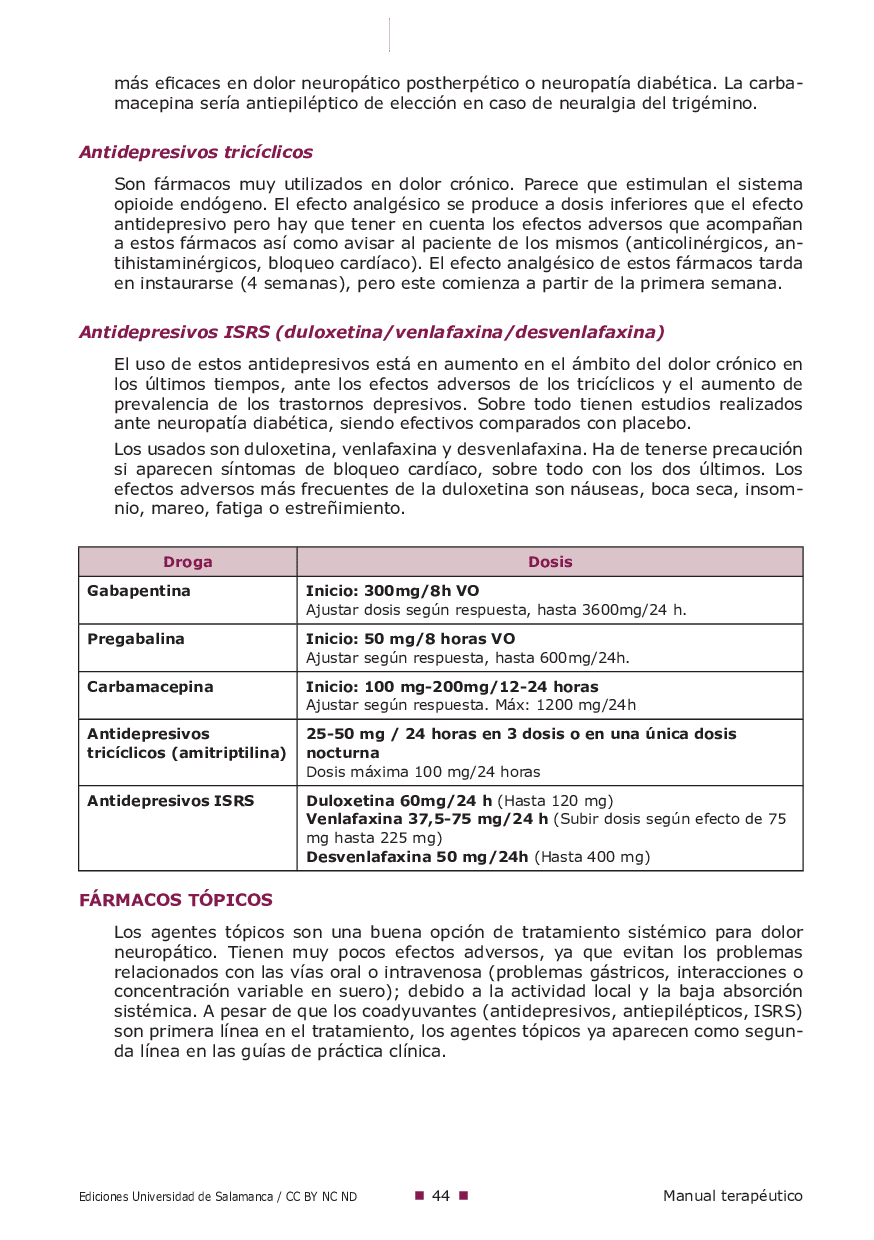 más eficaces en dolor neuropático postherpético o neuropatía diabética. La carba-
macepina sería antiepiléptico de elección en caso de neuralgia del trigémino.
Antidepresivos tricíclicos
Son fármacos muy utilizados en dolor crónico. Parece que estimulan el sistema
opioide endógeno. El efecto analgésico se produce a dosis inferiores que el efecto
antidepresivo pero hay que tener en cuenta los efectos adversos que acompañan
a estos fármacos así como avisar al paciente de los mismos (anticolinérgicos, an-
tihistaminérgicos, bloqueo cardíaco). El efecto analgésico de estos fármacos tarda
en instaurarse (4 semanas), pero este comienza a partir de la primera semana.
Antidepresivos ISRS (duloxetina/venlafaxina/desvenlafaxina)
El uso de estos antidepresivos está en aumento en el ámbito del dolor crónico en
los últimos tiempos, ante los efectos adversos de los tricíclicos y el aumento de
prevalencia de los trastornos depresivos. Sobre todo tienen estudios realizados
ante neuropatía diabética, siendo efectivos comparados con placebo.
Los usados son duloxetina, venlafaxina y desvenlafaxina. Ha de tenerse precaución
si aparecen síntomas de bloqueo cardíaco, sobre todo con los dos últimos. Los
efectos adversos más frecuentes de la duloxetina son náuseas, boca seca, insom-
nio, mareo, fatiga o estreñimiento.
Droga Dosis
Gabapentina Inicio: 300mg/8h VO
Ajustar dosis según respuesta, hasta 3600mg/24 h.
Pregabalina Inicio: 50 mg/8 horas VO
Ajustar según respuesta, hasta 600mg/24h.
Carbamacepina Inicio: 100 mg-200mg/12-24 horas
Ajustar según respuesta. Máx: 1200 mg/24h
Antidepresivos 25-50 mg / 24 horas en 3 dosis o en una única dosis
tricíclicos (amitriptilina) nocturna
Dosis máxima 100 mg/24 horas
Antidepresivos ISRS Duloxetina 60mg/24 h (Hasta 120 mg)
Venlafaxina 37,5-75 mg/24 h (Subir dosis según efecto de 75
mg hasta 225 mg)
Desvenlafaxina 50 mg/24h (Hasta 400 mg)
FÁRMACOS TÓPICOS
Los agentes tópicos son una buena opción de tratamiento sistémico para dolor
neuropático. Tienen muy pocos efectos adversos, ya que evitan los problemas
relacionados con las vías oral o intravenosa (problemas gástricos, interacciones o
concentración variable en suero); debido a la actividad local y la baja absorción
sistémica. A pesar de que los coadyuvantes (antidepresivos, antiepilépticos, ISRS)
son primera línea en el tratamiento, los agentes tópicos ya aparecen como segun-
da línea en las guías de práctica clínica.
Ediciones Universidad de Salamanca / CC BY NC ND ■ 44 ■ Manual terapéutico